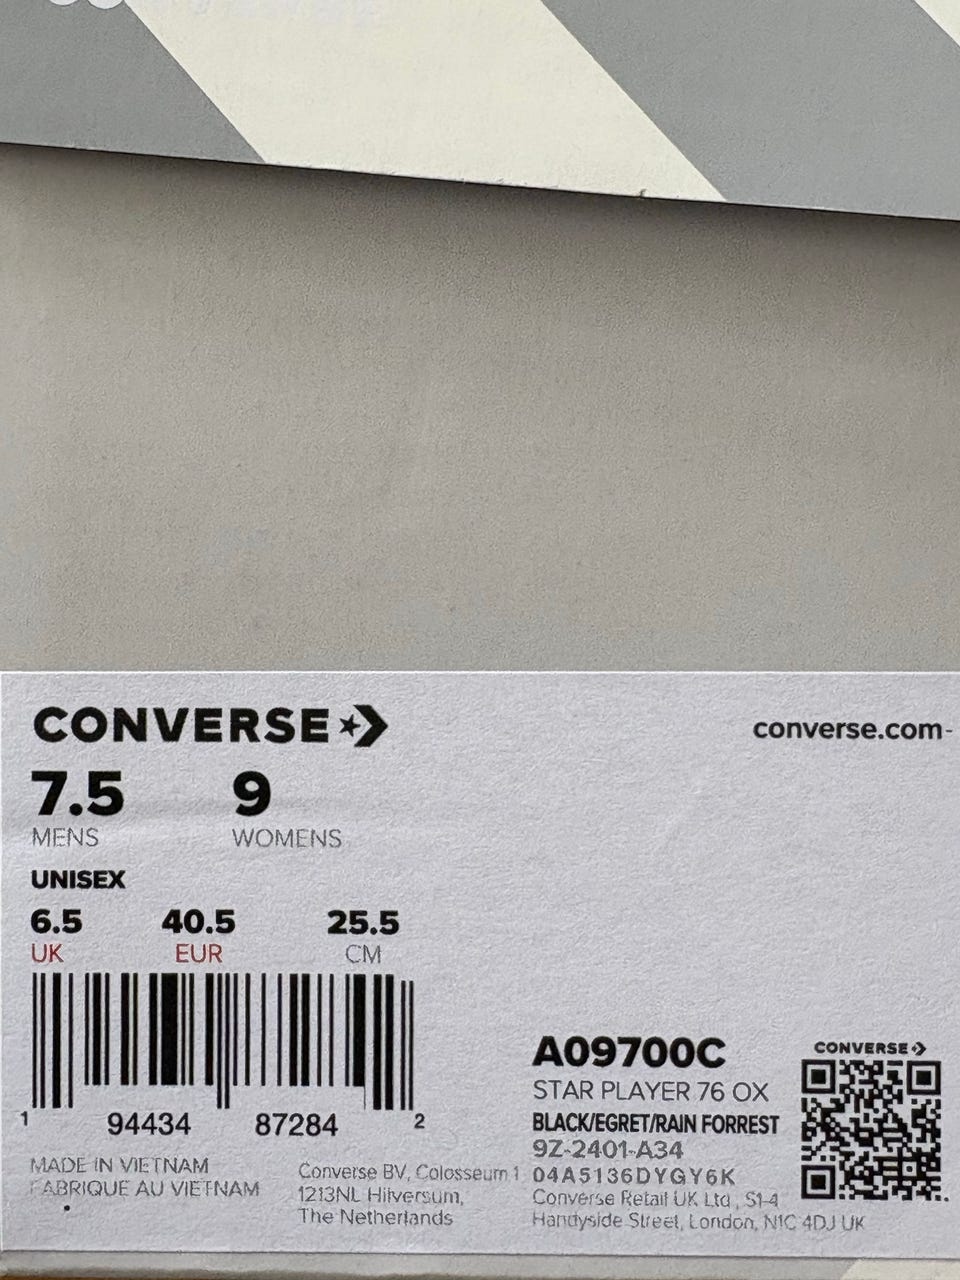 CONVERSE
converse.com-
7.5 9
MENS WOMENS
UNISEX
6.5 40.5 25.5
UK EUR CM
1 94434 87284 2
MADE IN VIETNAM
FABRIQUE AU VIETNAM
Converse BV, Colosseum 1
1213NL Hilversum,
The Netherlands
A09700C
STAR PLAYER 76 OX
BLACK/EGRET/RAIN FORREST
9Z-2401-A34
04A5136DYGY6K
Converse Retail UK Ltd, S1-4
Handyside Street, London, N1C 4DJ UK
CONVERSE